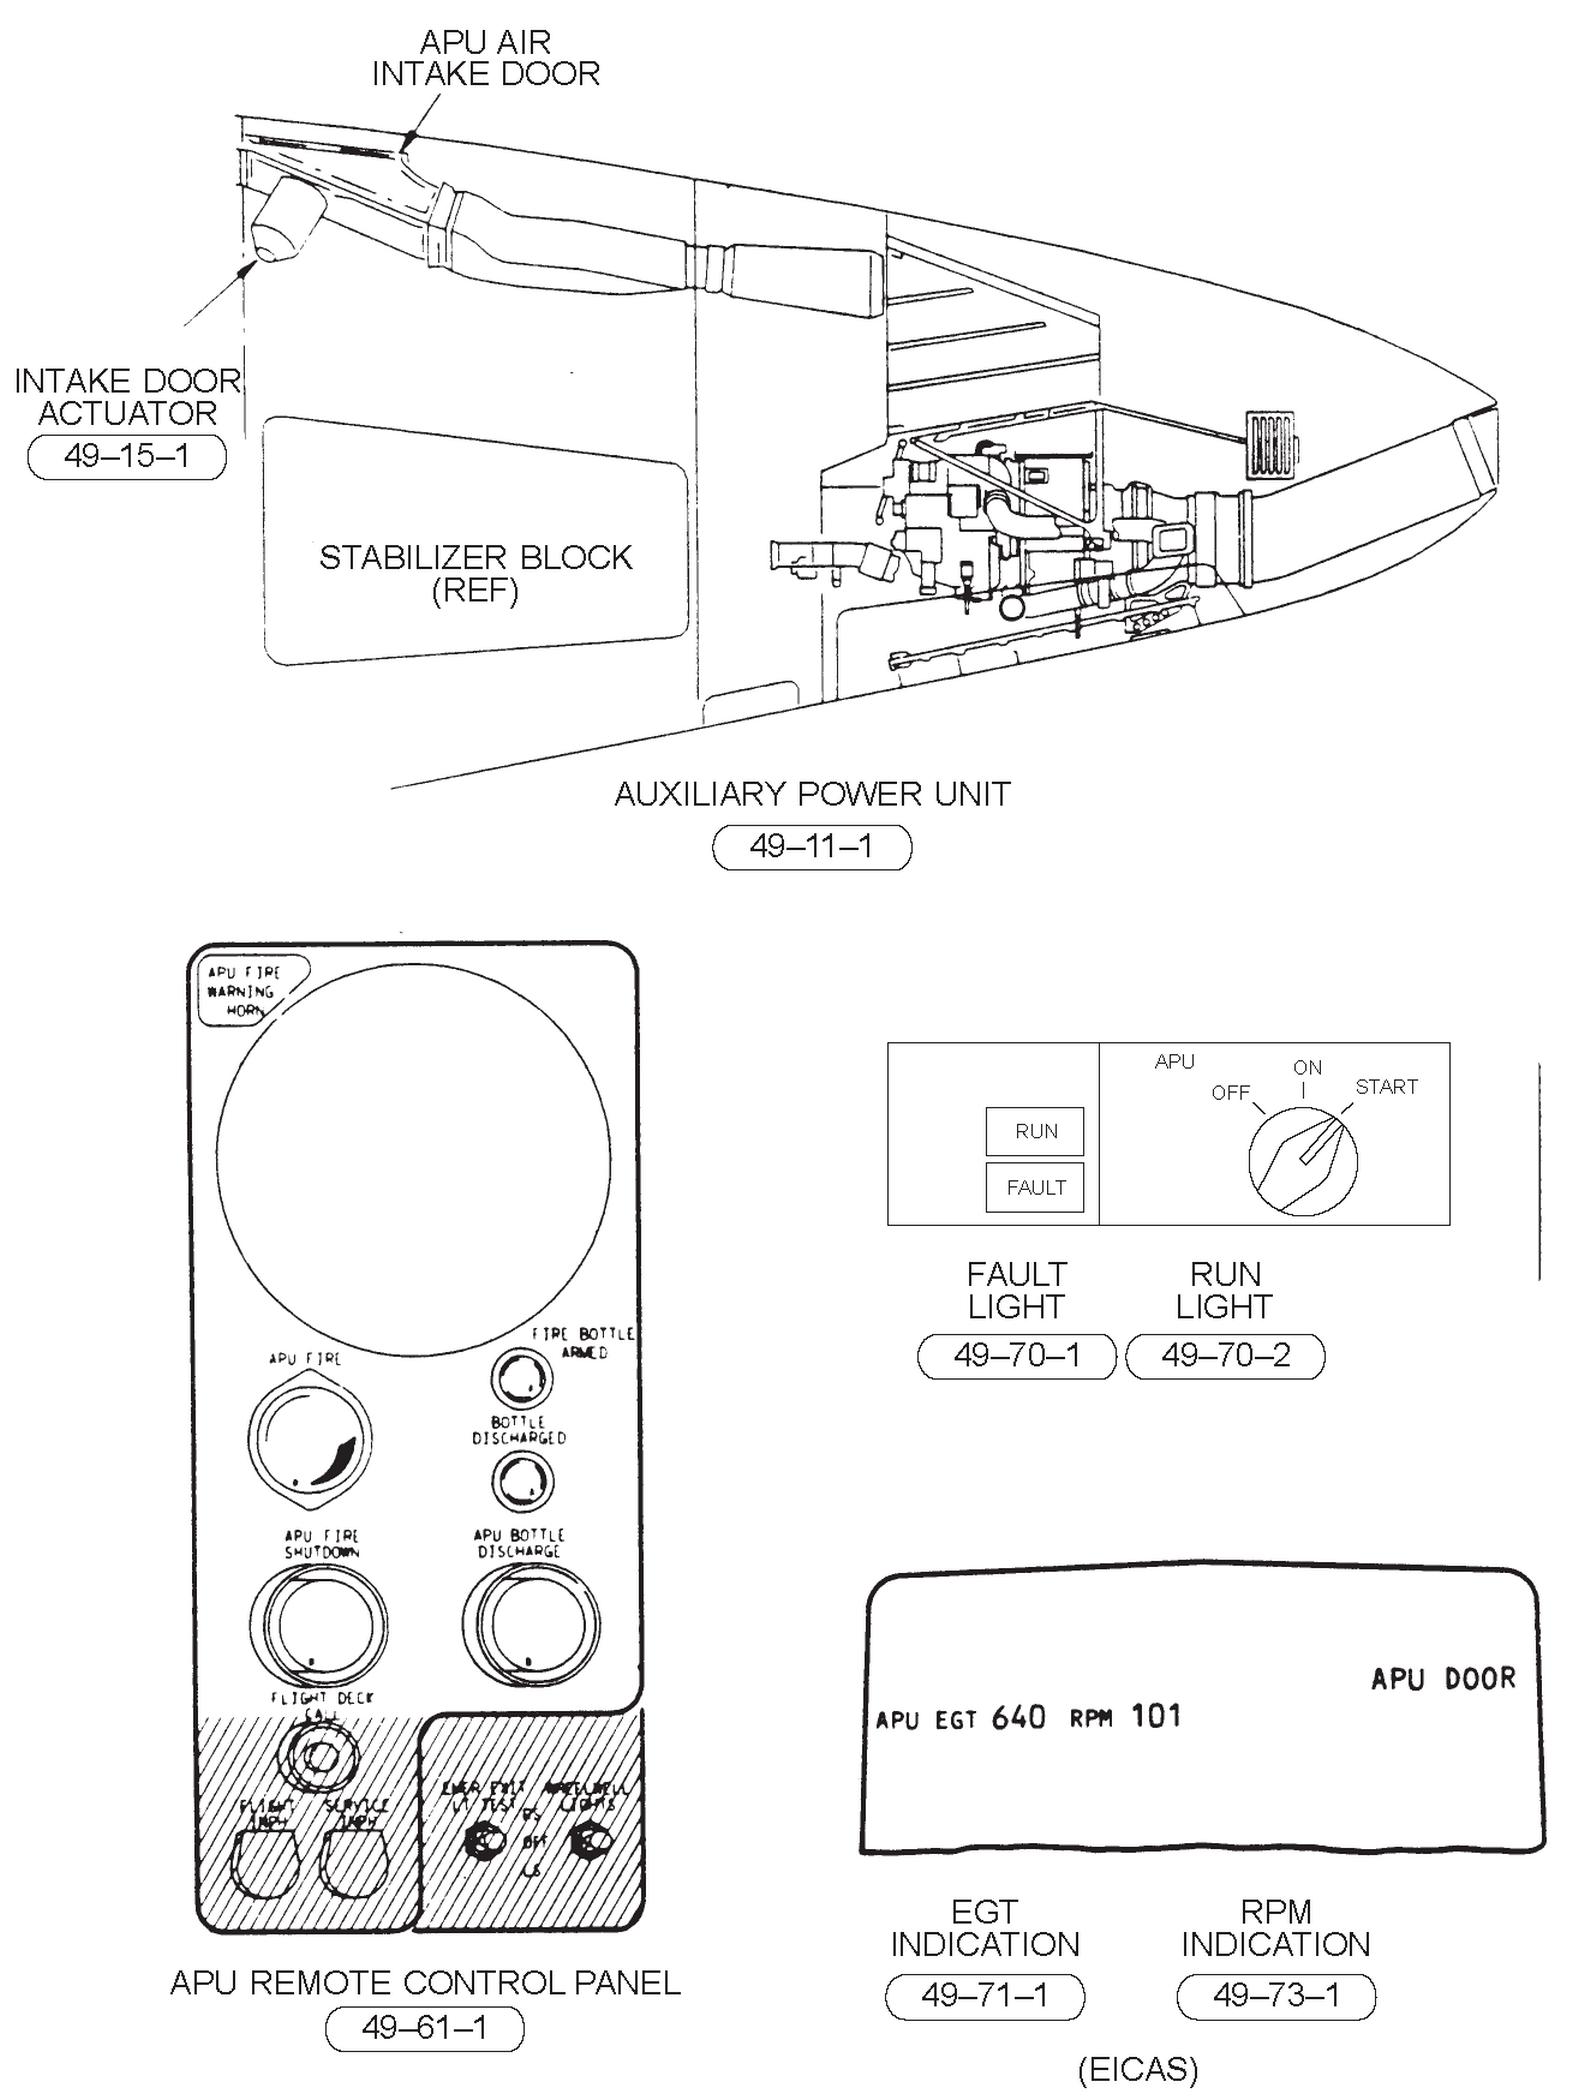 APU AIR
INTAKE DOOR
INTAKE DOOR
ACTUATOR
49–15–1
STABILIZER BLOCK
(REF)
AUXILIARY POWER UNIT
49–11–1
APU FIRE
WARNING
HORN
FIRE BOTTLE
ARMED
APU FIRE
BOTTLE
DISCHARGED
APU FIRE
SHUTDOWN
APU BOTTLE
DISCHARGE
FLIGHT DECK
CALL
FLIGHT
INPH
SERVICE
INPH
EMER EXIT
LT TEST
WHEELWELL
LIGHTS
OFF
APU REMOTE CONTROL PANEL
49–61–1
APU
OFF
ON
START
RUN
FAULT
FAULT
LIGHT
49–70–1
RUN
LIGHT
49–70–2
APU DOOR
APU EGT 640 RPM 101
EGT
INDICATION
49–71–1
RPM
INDICATION
49–73–1
(EICAS)